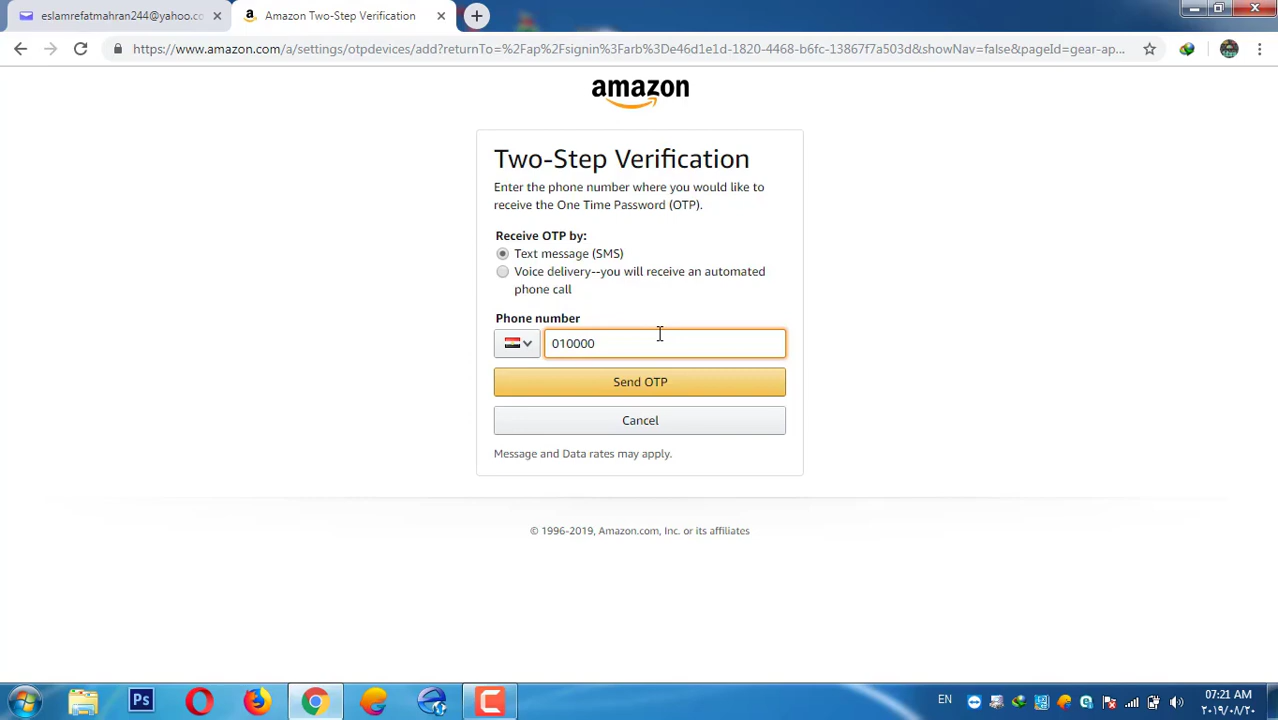 eslamrefatmahran244@yahoo.co
Amazon Two-Step Verification
https://www.amazon.com/a/settings/otpdevices/add?returnTo=%2Fap%2Fsignin%3Farb%3De46d1e1d-1820-4468-b6fc-13867f7a503d&showNav=false&pageId=gear-ap...
amazon
Two-Step Verification
Enter the phone number where you would like to
receive the One Time Password (OTP).
Receive OTP by:
Text message (SMS)
Voice delivery--you will receive an automated
phone call
Phone number
010000
Send OTP
Cancel
Message and Data rates may apply.
© 1996-2019, Amazon.com, Inc. or its affiliates
Ps
EN
07:21 AM
٢٠١٩/٠٨/٢٠